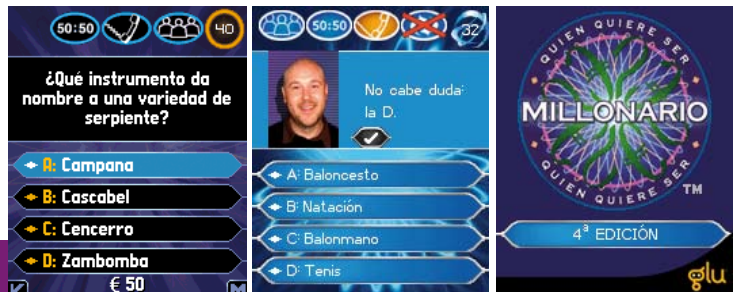 50:50
40
¿Qué instrumento da
nombre a una variedad de
serpiente?
A: Campana
B: Cascabel
C: Cencerro
D: Zambomba
€ 50
50:50
32
No cabe duda:
la D.
A: Baloncesto
B: Natación
C: Balonmano
D: Tenis
QUIEN QUIERE SER
MILLONARIO
QUIEN QUIERE SER
TM
4ª EDICIÓN
glu